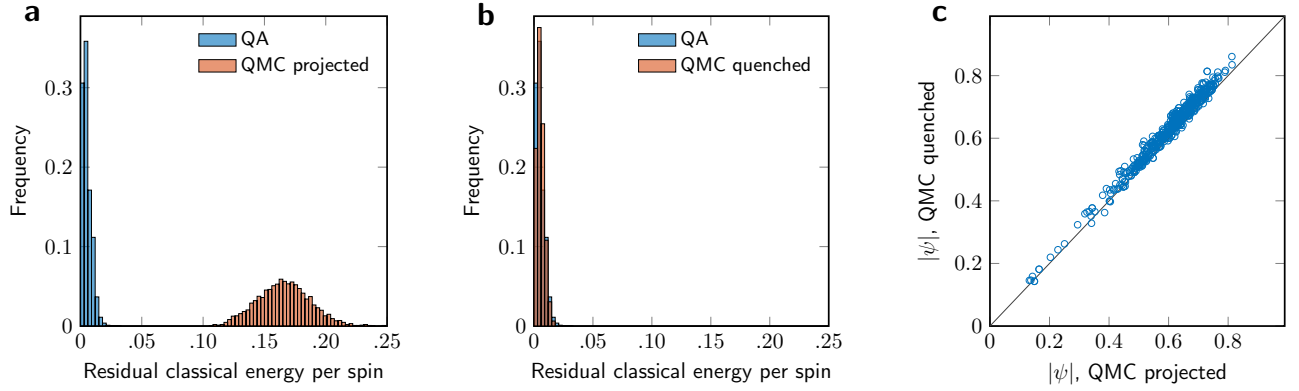 a
QA
QMC projected
Frequency
0.3
0.2
0.1
0
0
.05
.10
.15
.20
.25
Residual classical energy per spin
b
QA
QMC quenched
Frequency
0.3
0.2
0.1
0
0
.05
.10
.15
.20
.25
Residual classical energy per spin
c
|ψ|, QMC quenched
0.8
0.6
0.4
0.2
0
0
0.2
0.4
0.6
0.8
|ψ|, QMC projected